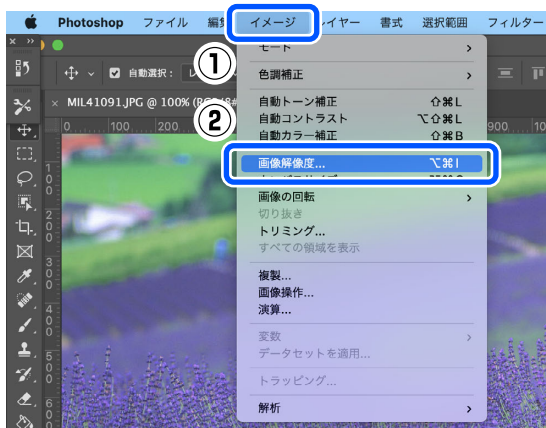 Photoshop ファイル 編集 イメージ レイヤー 書式 選択範囲 フィルター
自動選択：
MIL41091.JPG @ 100% (RGB/8#
0 100 200 900
①
②
モード
色調補正
自動トーン補正 ⇧⌘L
自動コントラスト ⌥⇧⌘L
自動カラー補正 ⇧⌘B
画像解像度... ⌥⌘I
画像の回転
切り抜き
トリミング...
すべての領域を表示
複製...
画像操作...
演算...
変数
データセットを適用...
トラッピング...
解析